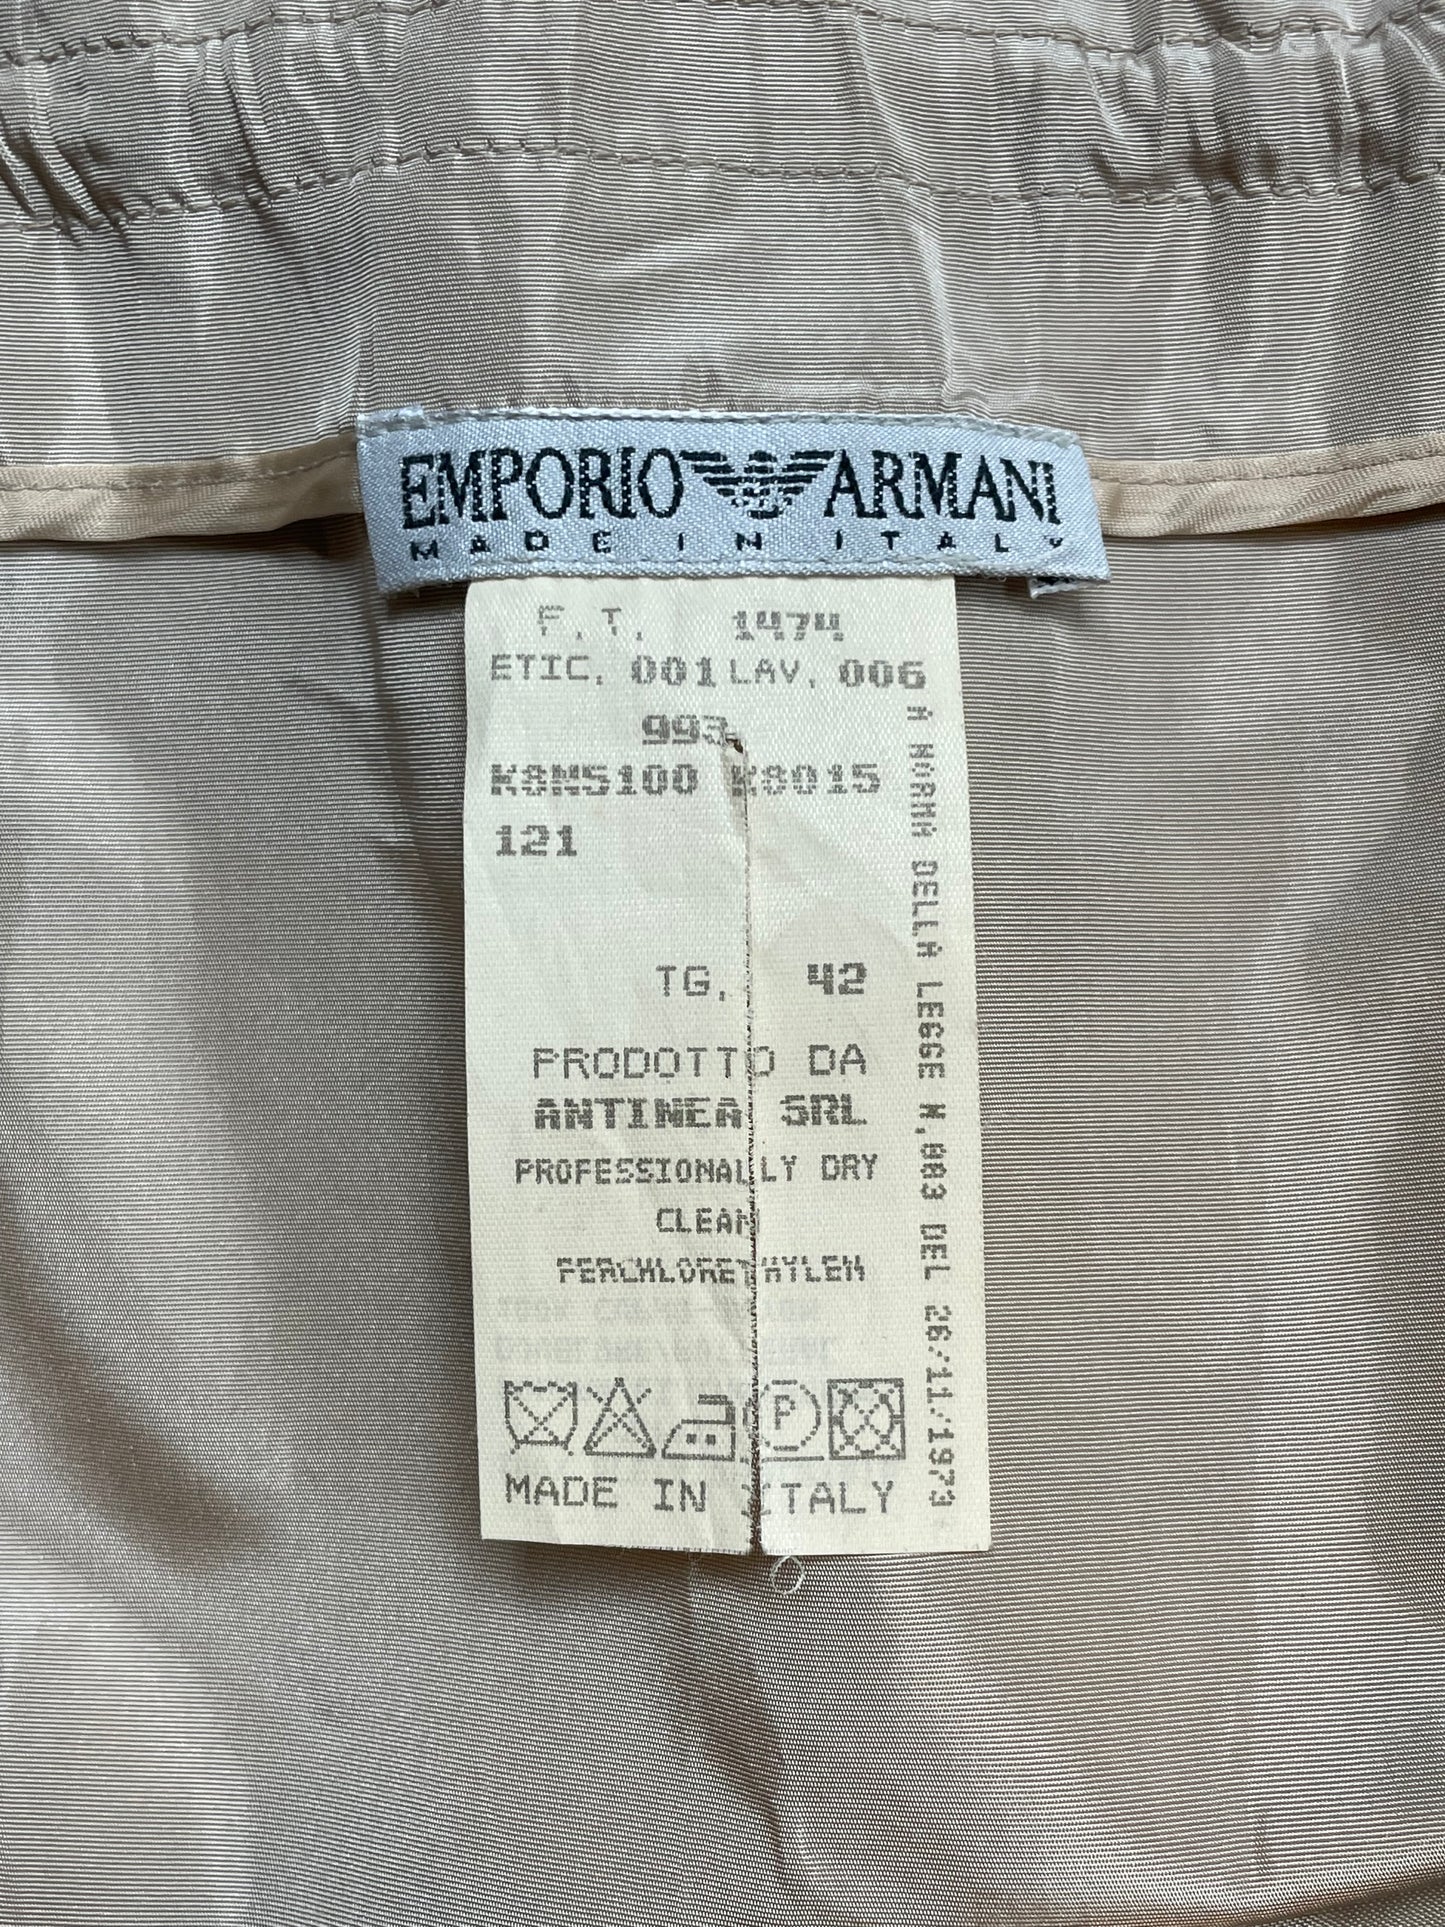 EMPORIO ARMANI
MADE IN ITALY
F.T. 1474
ETIC. 001 LAV. 006
993
K8NS100 K8015
121
TG. 42
PRODOTTO DA
ANTINEA SRL
PROFESSIONALLY DRY
CLEAN
PERCHLORETHYLEN
P
MADE IN ITALY
A NORMA DELLA LEGGE N.883 DEL 26/11/1973